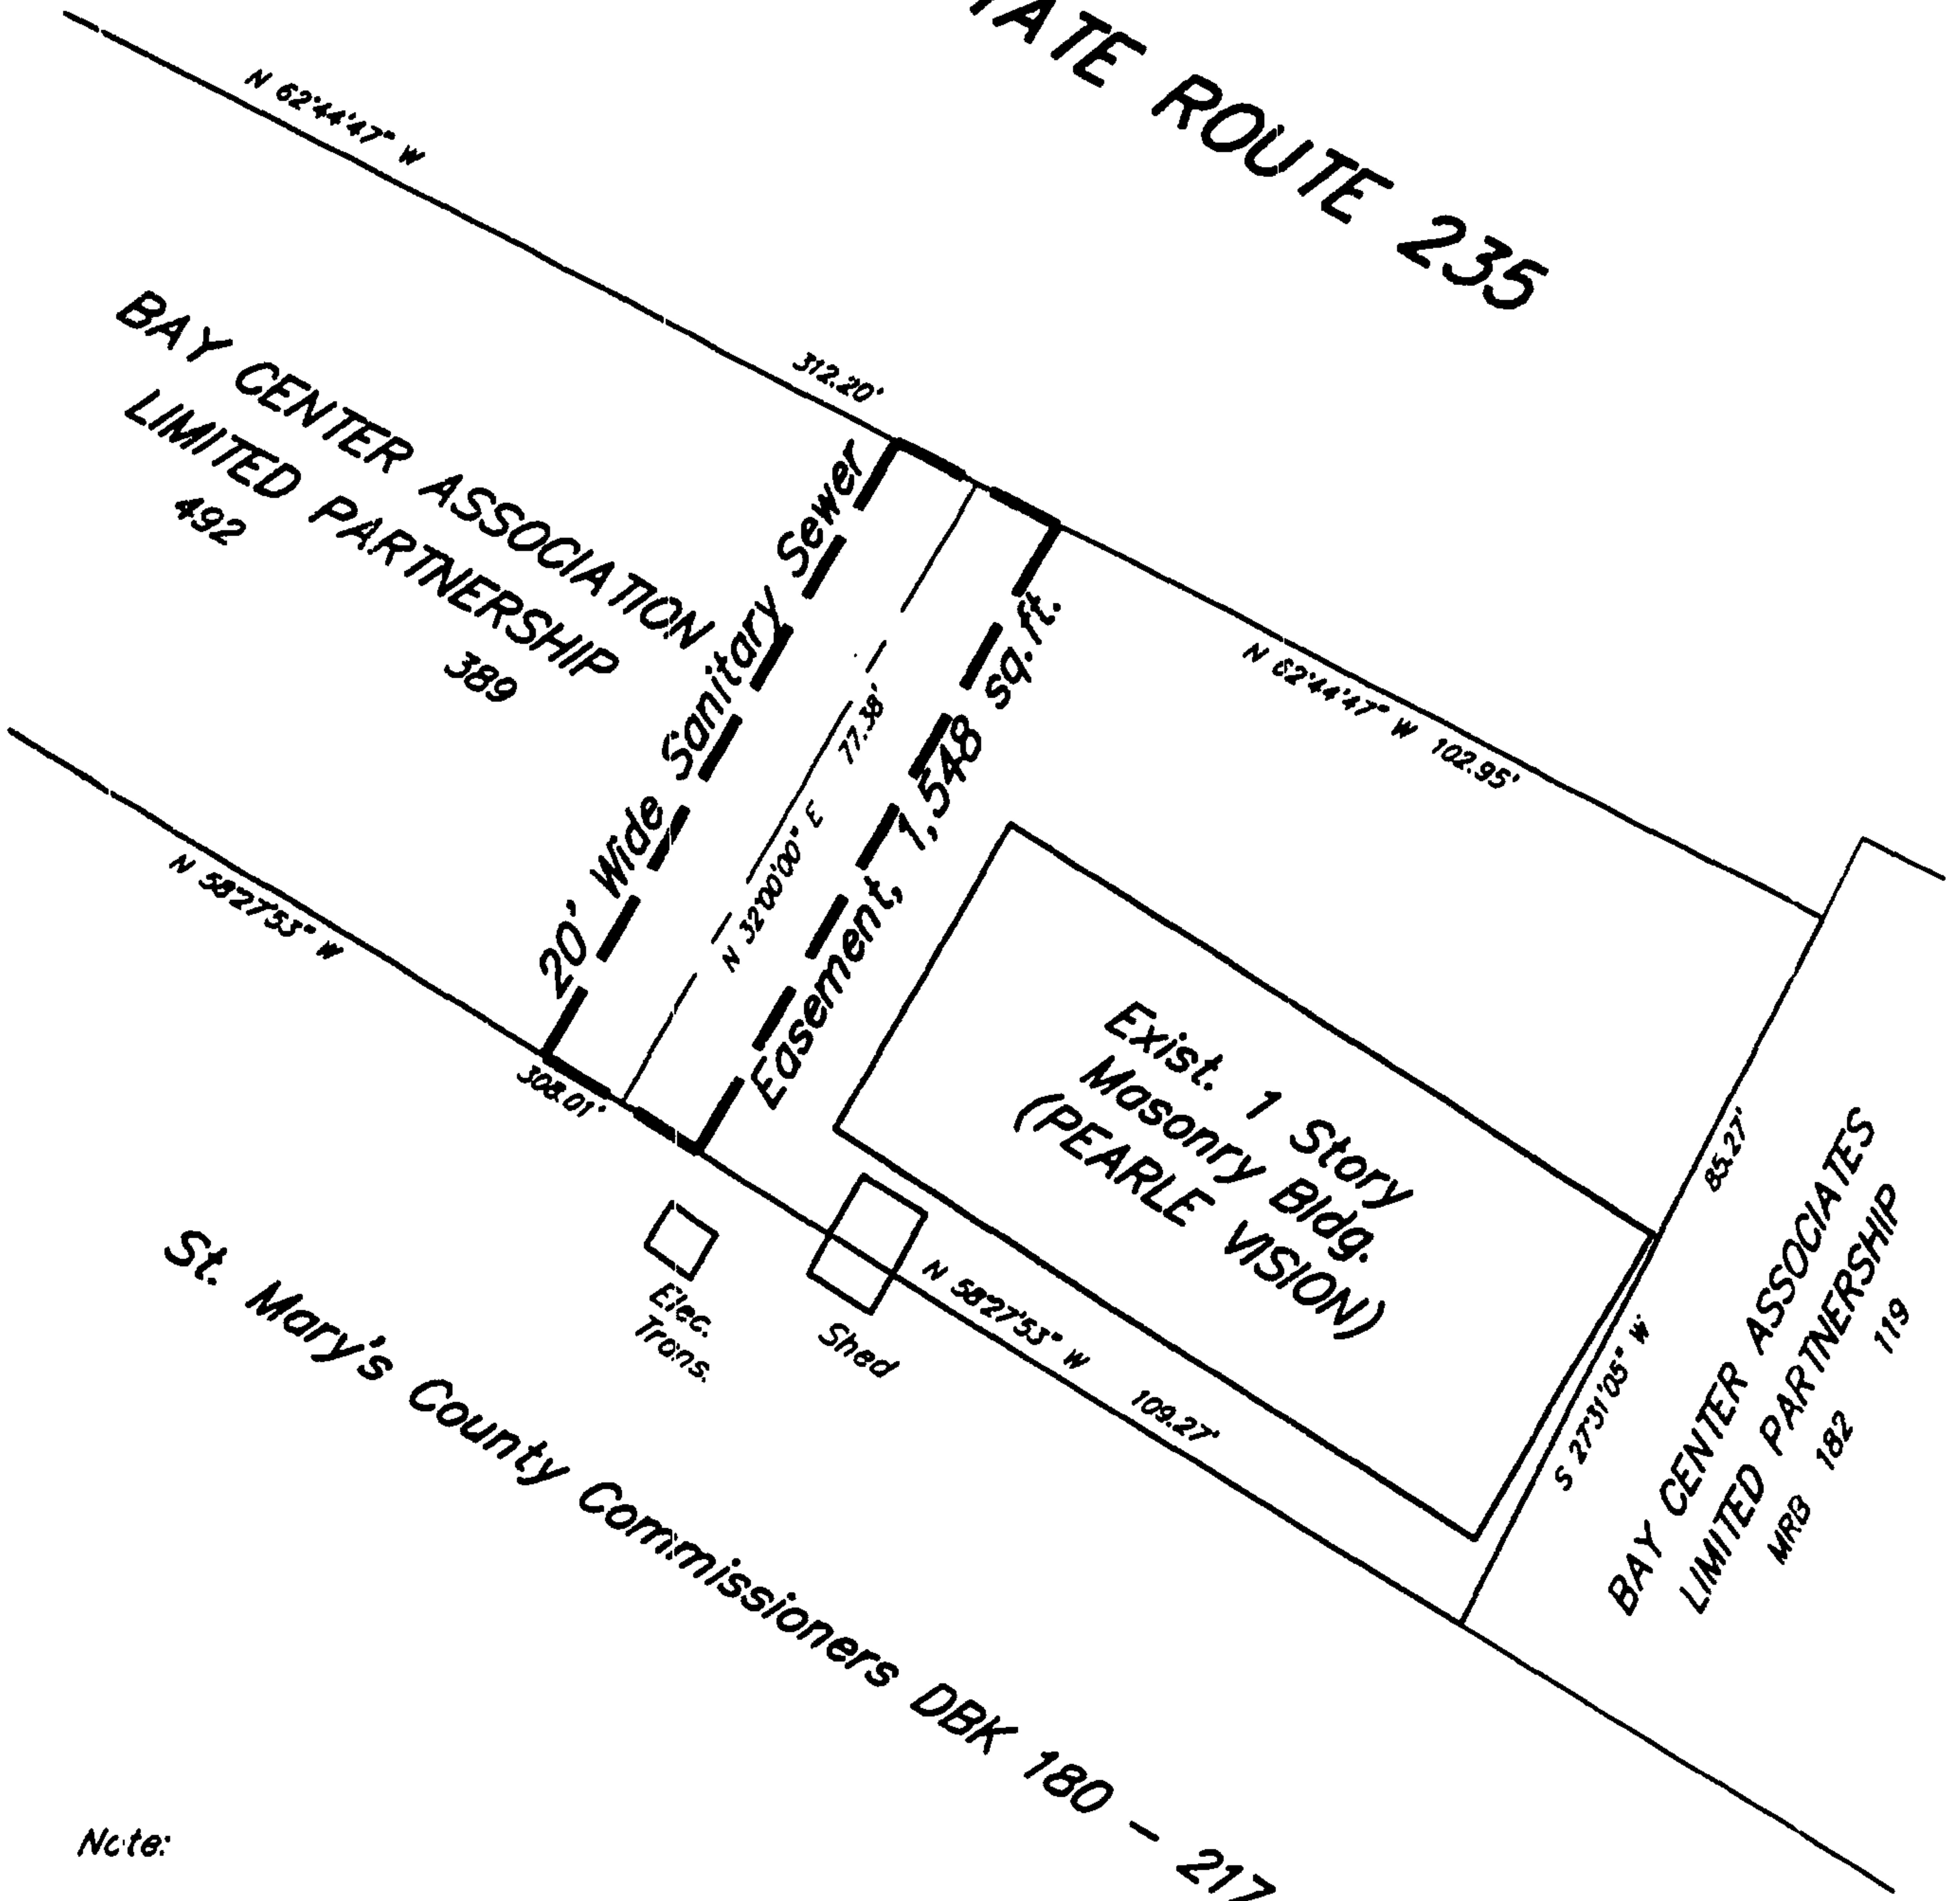 ATE ROUTE 235
N 62°44'47" W
312.20'
BAY CENTER ASSOCIATION
LIMITED PARTNERSHIP
492 389
20' Wide Sanitary Sewer
Easement, 1,548 sq. ft.
N 32°00'00" E 77.38'
N 62°44'47" W 102.95'
N 58°27'53" W
308.01'
Exist. 1 Story
Masonry Bldg.
(PEARLE VISION)
85.27'
S 27°31'05" W
BAY CENTER ASSOCIATES
LIMITED PARTNERSHIP
MRB 182 119
Elec.
Trans.
Shed
N 58°27'53" W 109.27'
St. Mary's County Commissioners DBK 180 - 217
Note: